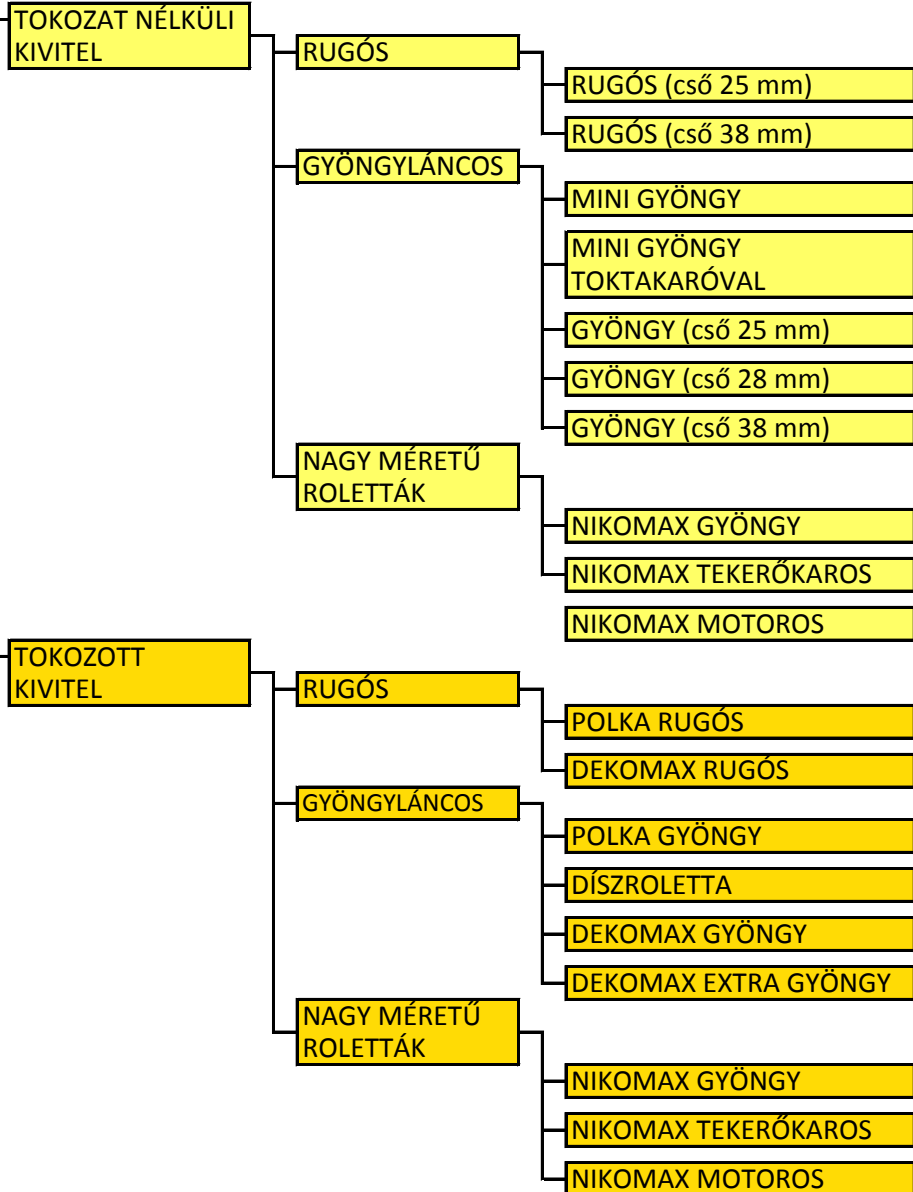 TOKOZAT NÉLKÜLI
KIVITEL
RUGÓS
RUGÓS (cső 25 mm)
RUGÓS (cső 38 mm)
GYÖNGYLÁNCOS
MINI GYÖNGY
MINI GYÖNGY
TOKTAKARÓVAL
GYÖNGY (cső 25 mm)
GYÖNGY (cső 28 mm)
GYÖNGY (cső 38 mm)
NAGY MÉRETŰ
ROLETTÁK
NIKOMAX GYÖNGY
NIKOMAX TEKERŐKAROS
NIKOMAX MOTOROS
TOKOZOTT
KIVITEL
RUGÓS
POLKA RUGÓS
DEKOMAX RUGÓS
GYÖNGYLÁNCOS
POLKA GYÖNGY
DÍSZROLETTA
DEKOMAX GYÖNGY
DEKOMAX EXTRA GYÖNGY
NAGY MÉRETŰ
ROLETTÁK
NIKOMAX GYÖNGY
NIKOMAX TEKERŐKAROS
NIKOMAX MOTOROS